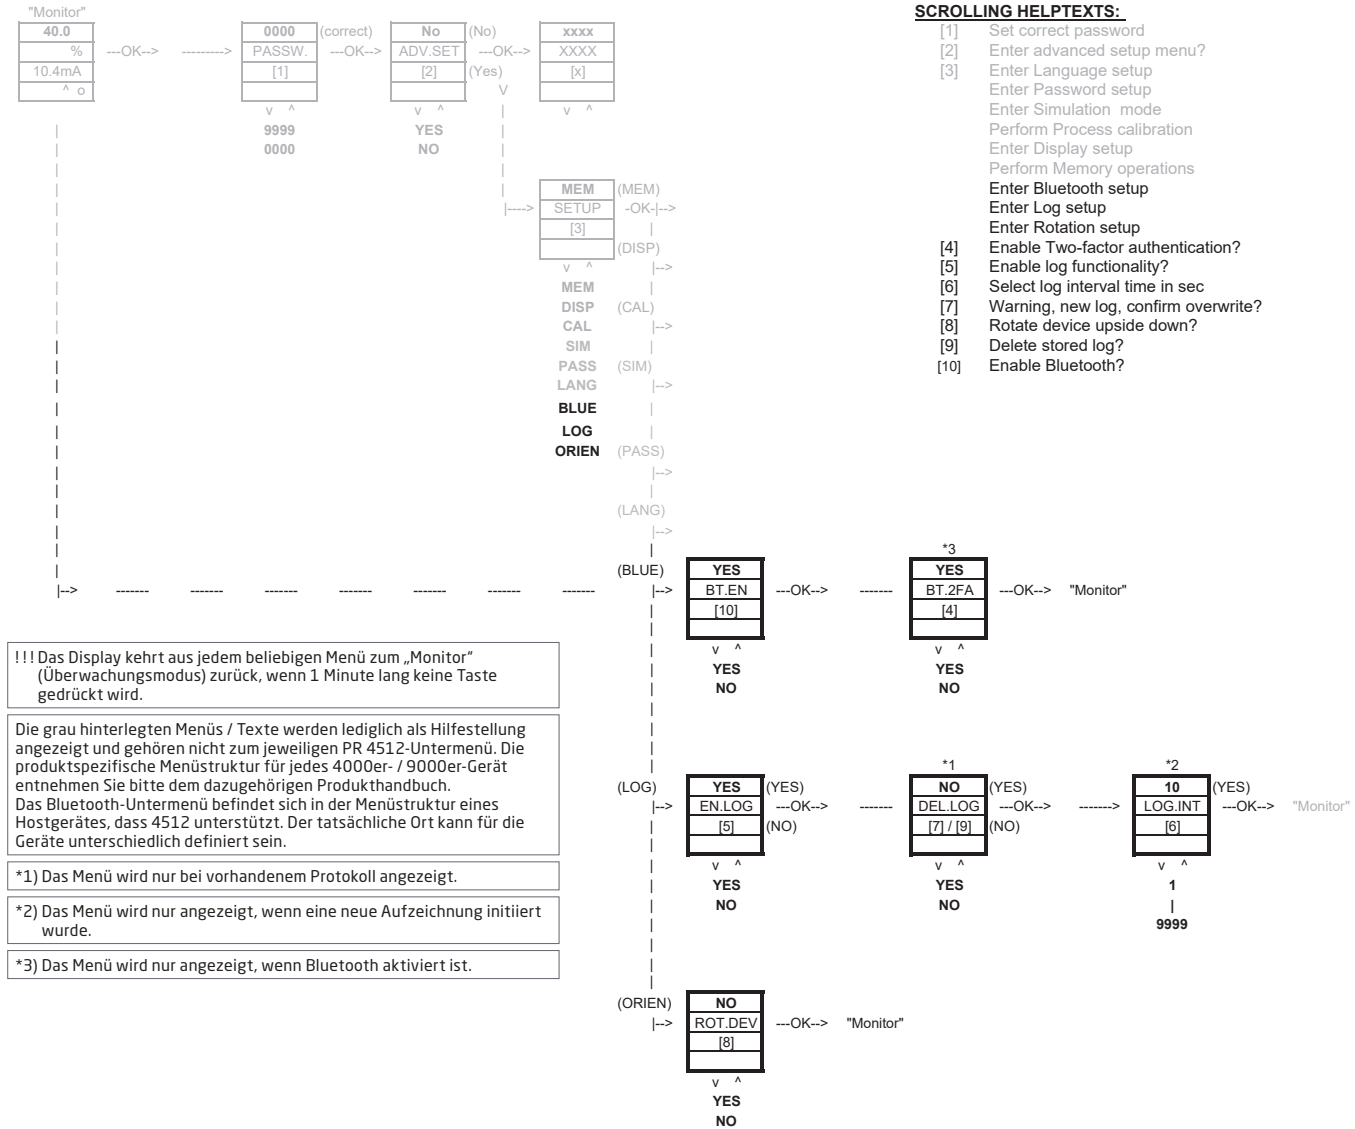 "Monitor"
40.0
%
10.4mA
^ o
---OK-->
--------->
0000 (correct)
PASSW. ---OK-->
[1]
v ^
9999
0000
No (No)
ADV.SET ---OK-->
[2] (Yes)
V
v ^
YES
NO
xxxx
XXXX
[x]
v ^
SCROLLING HELPTEXTS:
[1] Set correct password
[2] Enter advanced setup menu?
[3] Enter Language setup
Enter Password setup
Enter Simulation mode
Perform Process calibration
Enter Display setup
Perform Memory operations
Enter Bluetooth setup
Enter Log setup
Enter Rotation setup
[4] Enable Two-factor authentication?
[5] Enable log functionality?
[6] Select log interval time in sec
[7] Warning, new log, confirm overwrite?
[8] Rotate device upside down?
[9] Delete stored log?
[10] Enable Bluetooth?
MEM (MEM)
|----> SETUP -OK-|-->
[3]
(DISP)
v ^ |-->
MEM
DISP (CAL)
CAL |-->
SIM
PASS (SIM)
LANG |-->
BLUE
LOG
ORIEN (PASS)
|-->
(LANG)
|-->
*3
(BLUE) YES YES
|--> ------- ------- ------- ------- ------- ------- ------- |--> BT.EN ---OK--> ------- BT.2FA ---OK--> "Monitor"
[10] [4]
v ^ v ^
YES YES
NO NO
!!! Das Display kehrt aus jedem beliebigen Menü zum „Monitor“
(Überwachungsmodus) zurück, wenn 1 Minute lang keine Taste
gedrückt wird.
Die grau hinterlegten Menüs / Texte werden lediglich als Hilfestellung
angezeigt und gehören nicht zum jeweiligen PR 4512-Untermenü. Die
produktspezifische Menüstruktur für jedes 4000er- / 9000er-Gerät
entnehmen Sie bitte dem dazugehörigen Produkthandbuch.
Das Bluetooth-Untermenü befindet sich in der Menüstruktur eines
Hostgerätes, dass 4512 unterstützt. Der tatsächliche Ort kann für die
Geräte unterschiedlich definiert sein.
*1) Das Menü wird nur bei vorhandenem Protokoll angezeigt.
*2) Das Menü wird nur angezeigt, wenn eine neue Aufzeichnung initiiert
wurde.
*3) Das Menü wird nur angezeigt, wenn Bluetooth aktiviert ist.
*1 *2
(LOG) YES (YES) NO (YES) 10 (YES)
|--> EN.LOG ---OK--> ------- DEL.LOG ---OK--> -------> LOG.INT ---OK--> "Monitor"
[5] (NO) [7] / [9] (NO) [6]
v ^ v ^ v ^
YES YES 1
NO NO |
9999
(ORIEN) NO
|--> ROT.DEV ---OK--> "Monitor"
[8]
v ^
YES
NO